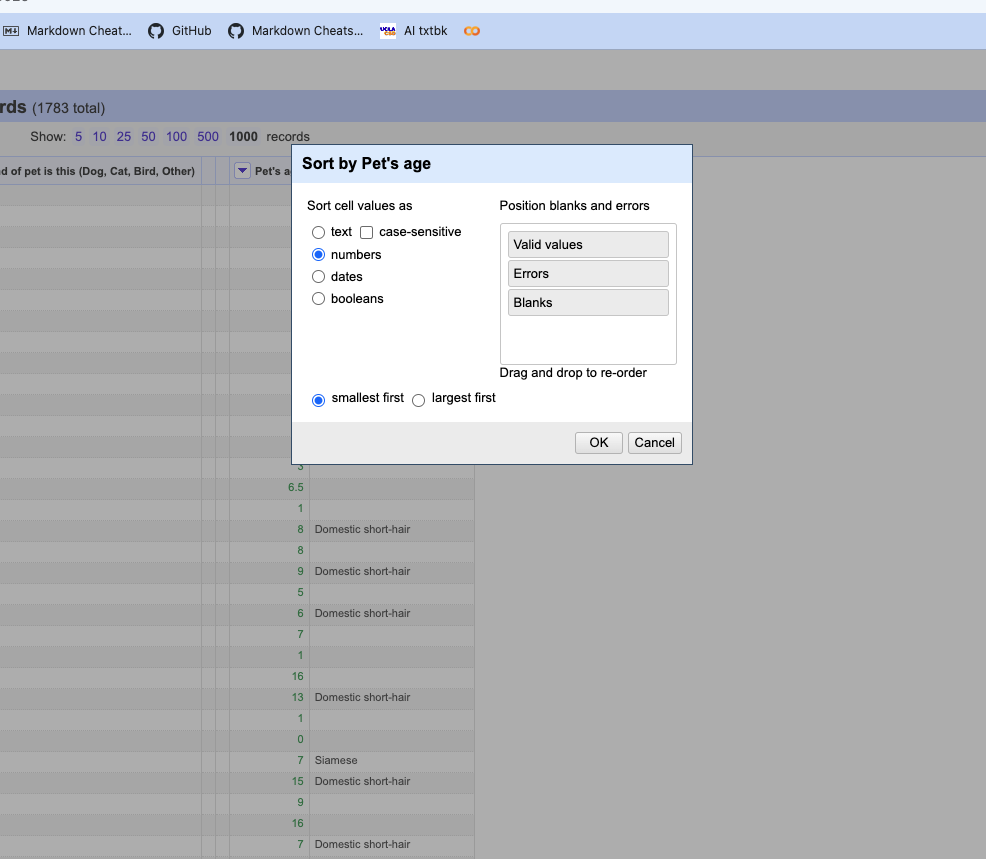 Markdown Cheat... GitHub Markdown Cheats... UCLA AI txtbk
rds (1783 total)
Show: 5 10 25 50 100 500 1000 records
d of pet is this (Dog, Cat, Bird, Other) Pet's a
Sort by Pet's age
Sort cell values as
text case-sensitive
numbers
dates
booleans
Position blanks and errors
Valid values
Errors
Blanks
Drag and drop to re-order
smallest first largest first
OK Cancel
3
6.5
1
8 Domestic short-hair
8
9 Domestic short-hair
5
6 Domestic short-hair
7
1
16
13 Domestic short-hair
1
0
7 Siamese
15 Domestic short-hair
9
16
7 Domestic short-hair